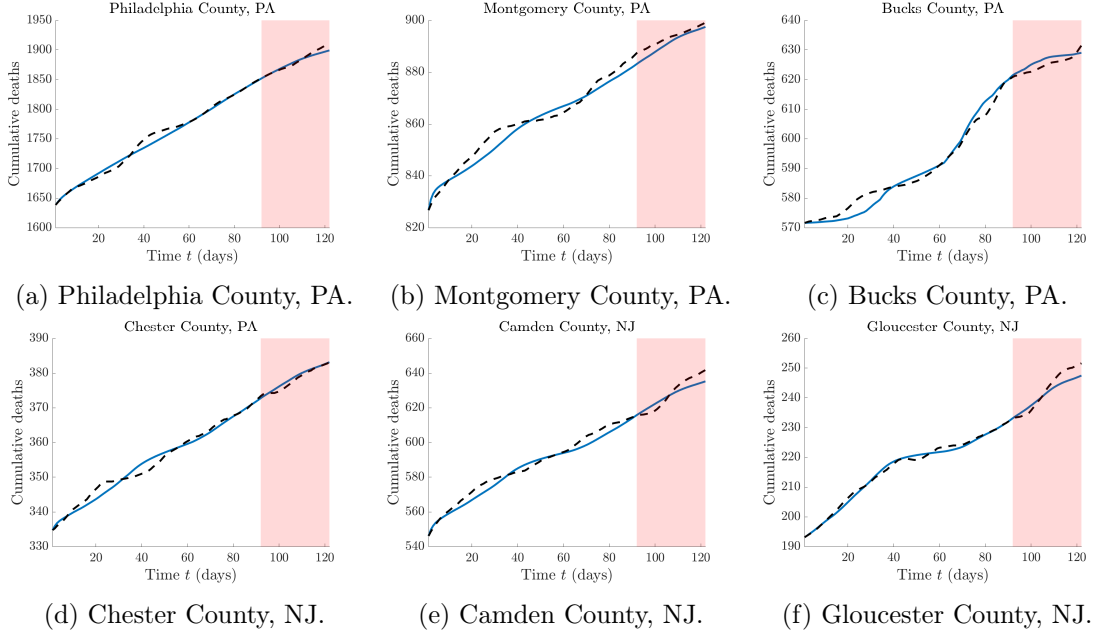 Philadelphia County, PA
Cumulative deaths
1950
1900
1850
1800
1750
1700
1650
1600
20 40 60 80 100 120
Time t (days)
(a) Philadelphia County, PA.
Montgomery County, PA
Cumulative deaths
900
880
860
840
820
20 40 60 80 100 120
Time t (days)
(b) Montgomery County, PA.
Bucks County, PA
Cumulative deaths
640
630
620
600
590
580
570
20 40 60 80 100 120
Time t (days)
(c) Bucks County, PA.
Chester County, PA
Cumulative deaths
390
380
370
360
350
340
330
20 40 60 80 100 120
Time t (days)
(d) Chester County, NJ.
Camden County, NJ
Cumulative deaths
660
640
620
600
580
560
540
20 40 60 80 100 120
Time t (days)
(e) Camden County, NJ.
Gloucester County, NJ
Cumulative deaths
260
250
240
230
220
210
200
190
20 40 60 80 100 120
Time t (days)
(f) Gloucester County, NJ.